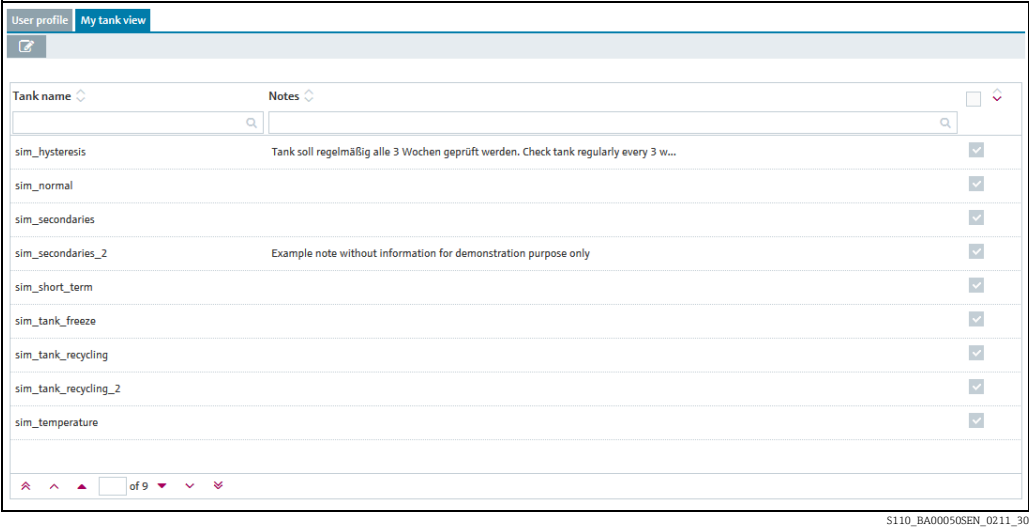 User profile My tank view
Tank name Notes
sim_hysteresis Tank soll regelmäßig alle 3 Wochen geprüft werden. Check tank regularly every 3 w...
sim_normal
sim_secondaries
sim_secondaries_2 Example note without information for demonstration purpose only
sim_short_term
sim_tank_freeze
sim_tank_recycling
sim_tank_recycling_2
sim_temperature
of 9
S110_BA00050SEN_0211_30